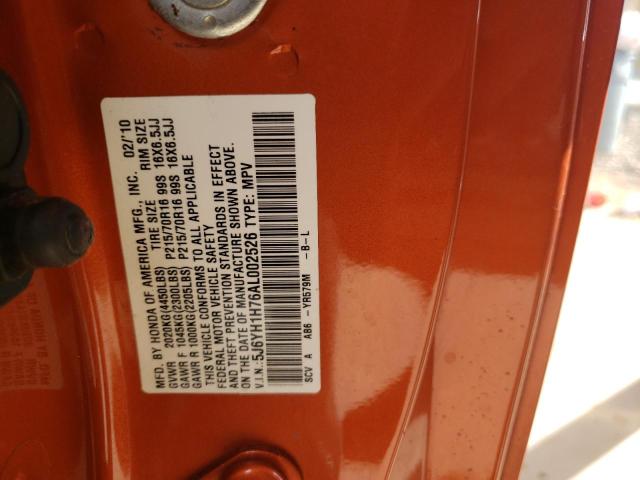 MFD. BY HONDA OF AMERICA MFG., INC. 02/'10
GVWR 2020KG(4450LBS) TIRE SIZE RIM SIZE
GAWR F 1045KG(2300LBS) P215/70R16 99S 16X6.5JJ
GAWR R 1000KG(2205LBS) P215/70R16 99S 16X6.5JJ
THIS VEHICLE CONFORMS TO ALL APPLICABLE
FEDERAL MOTOR VEHICLE SAFETY
AND THEFT PREVENTION STANDARDS IN EFFECT
ON THE DATE OF MANUFACTURE SHOWN ABOVE.
V.I.N.: 5J6YH1H76AL002526 TYPE: MPV
SCV A AB6 -YR579M -B-L